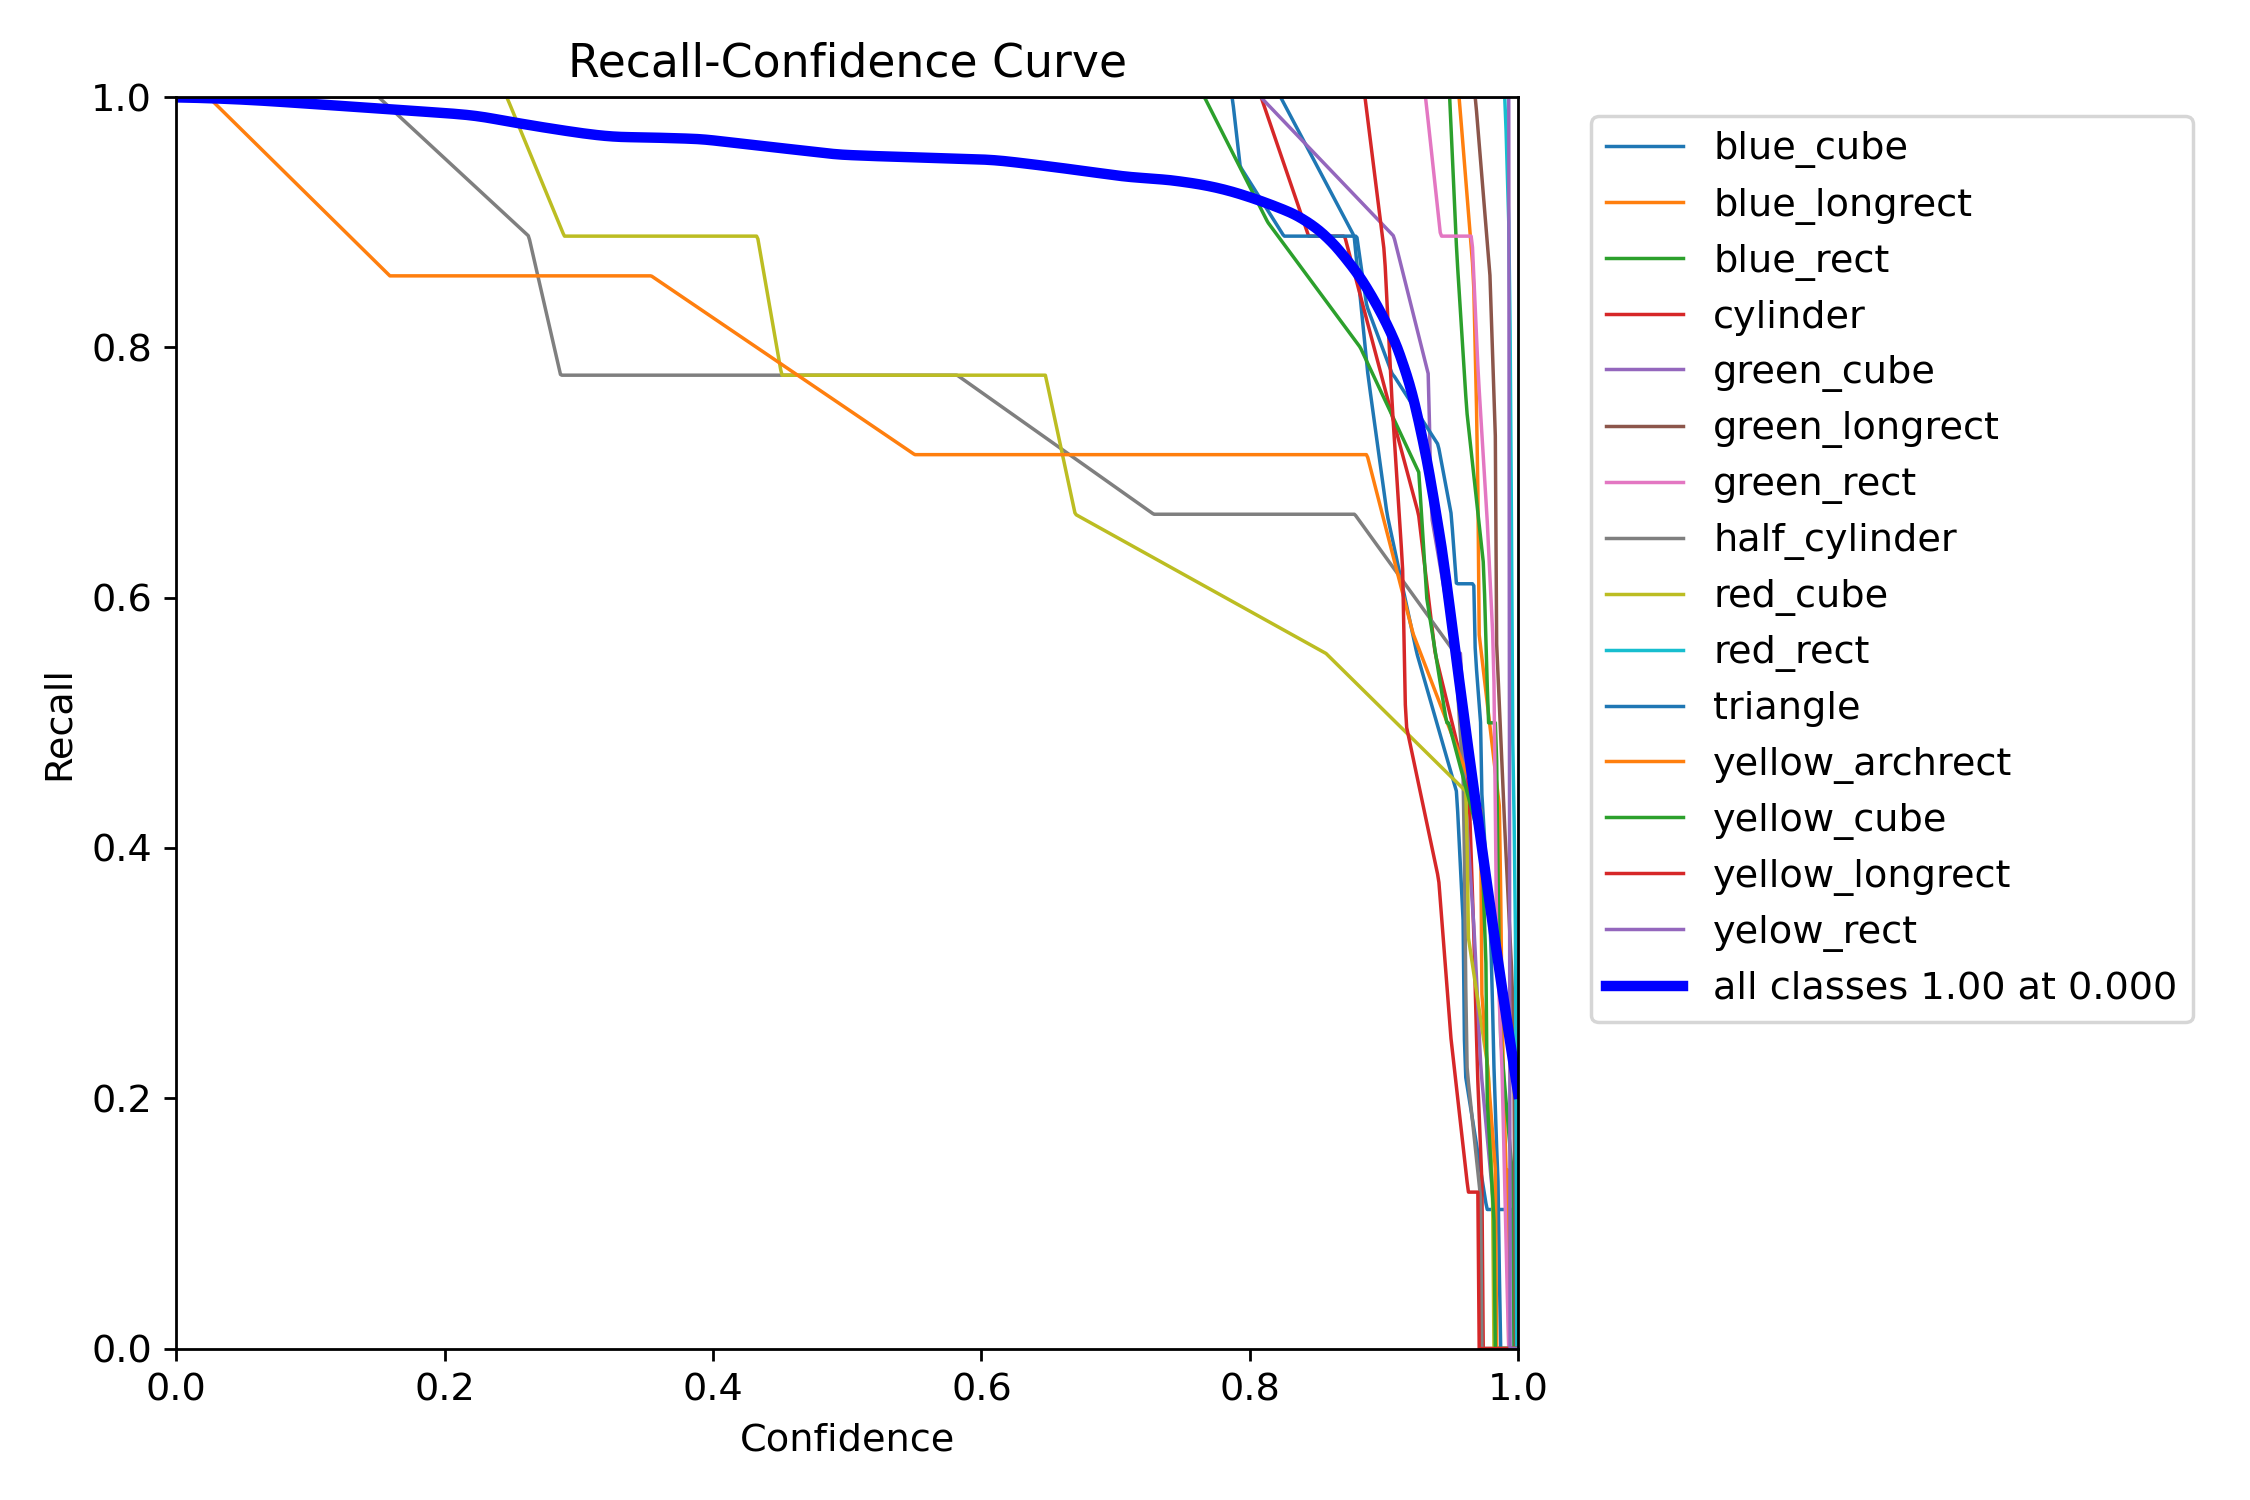 Recall-Confidence Curve
1.0
0.8
0.6
0.4
0.2
0.0
Recall
0.0 0.2 0.4 0.6 0.8 1.0
Confidence
blue_cube
blue_longrect
blue_rect
cylinder
green_cube
green_longrect
green_rect
half_cylinder
red_cube
red_rect
triangle
yellow_archrect
yellow_cube
yellow_longrect
yelow_rect
all classes 1.00 at 0.000